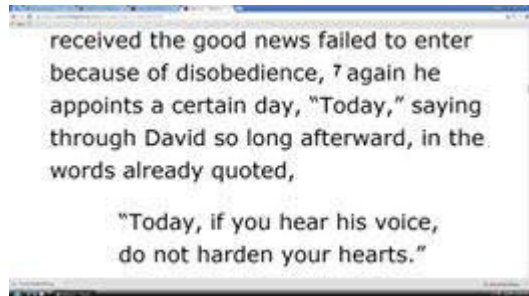 received the good news failed to enter
because of disobedience, 7 again he
appoints a certain day, “Today,” saying
through David so long afterward, in the
words already quoted,
“Today, if you hear his voice,
do not harden your hearts.”